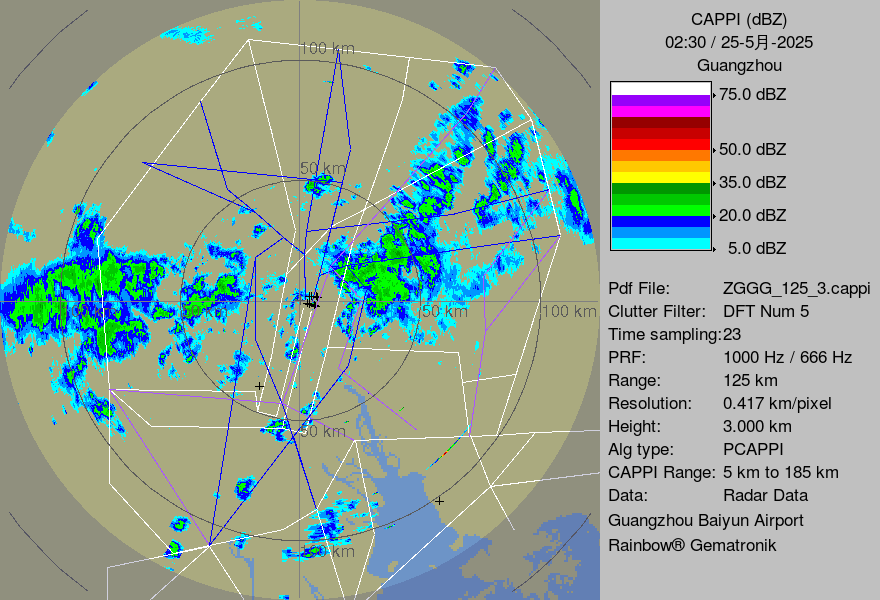 CAPPI (dBZ)
02:30 / 25-5月-2025
Guangzhou
75.0 dBZ
50.0 dBZ
35.0 dBZ
20.0 dBZ
5.0 dBZ
Pdf File: ZGGG_125_3.cappi
Clutter Filter: DFT Num 5
Time sampling:23
PRF: 1000 Hz / 666 Hz
Range: 125 km
Resolution: 0.417 km/pixel
Height: 3.000 km
Alg type: PCAPPI
CAPPI Range: 5 km to 185 km
Data: Radar Data
Guangzhou Baiyun Airport
Rainbow® Gematronik
100 km
50 km
100 km
50 km
50 km
100 km
50 km
100 km